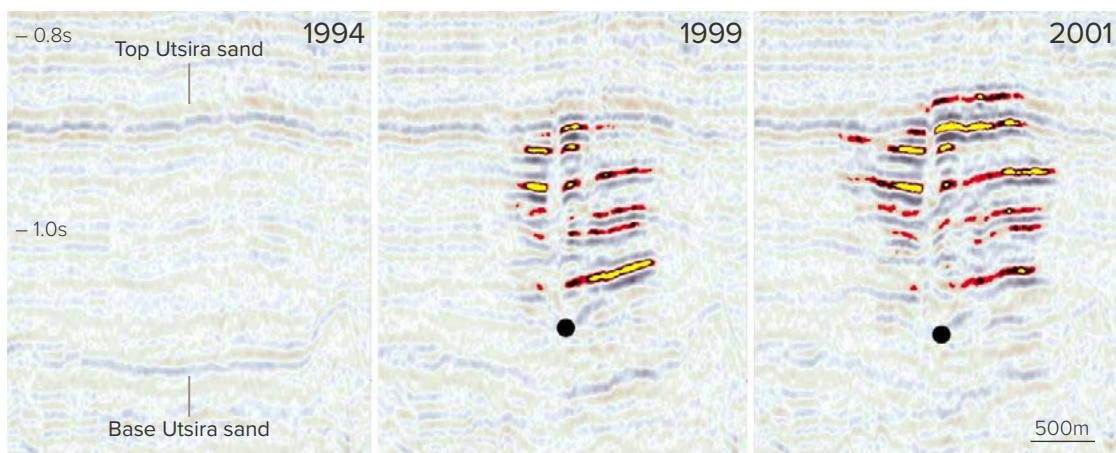 – 0.8s
Top Utsira sand
1994
1999
2001
– 1.0s
Base Utsira sand
500m